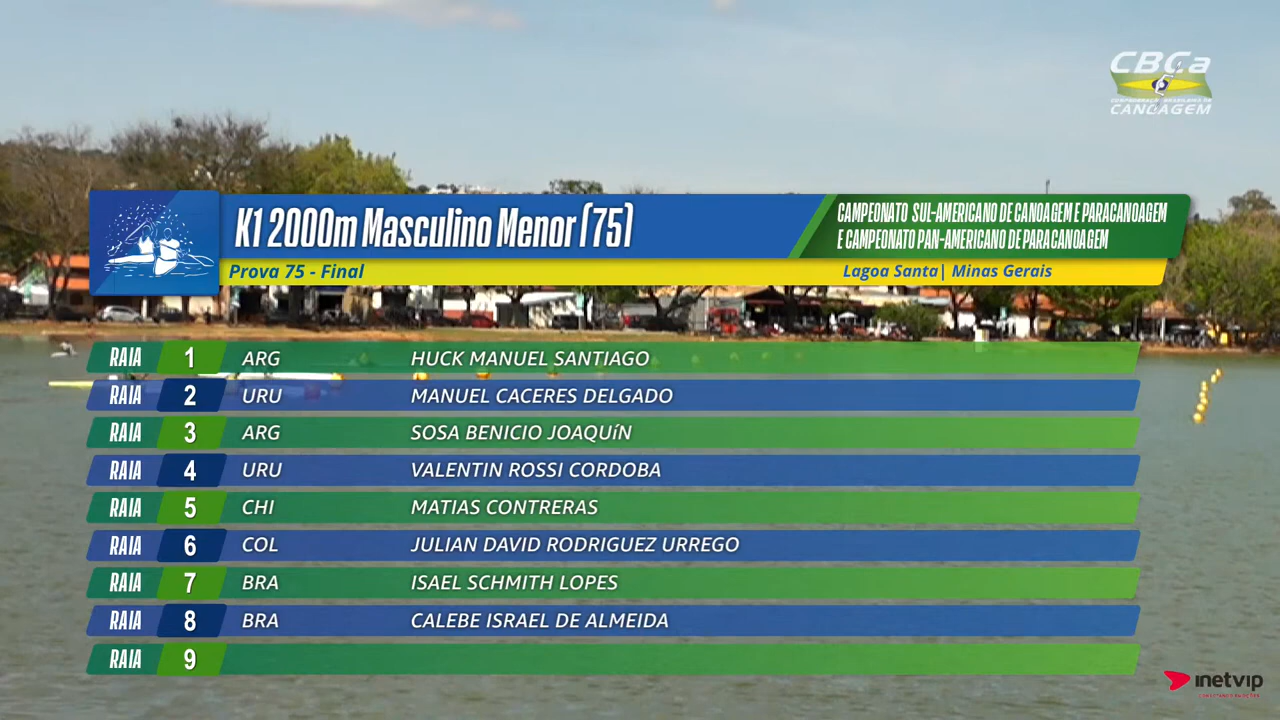 CBCa
CANOAGEM
K1 2000m Masculino Menor (75)
CAMPEONATO SUL-AMERICANO DE CANOAGEM E PARACANOAGEM
E CAMPEONATO PAN-AMERICANO DE PARACANOAGEM
Prova 75 - Final
Lagoa Santa| Minas Gerais
RAIA 1 ARG HUCK MANUEL SANTIAGO
RAIA 2 URU MANUEL CACERES DELGADO
RAIA 3 ARG SOSA BENICIO JOAQUíN
RAIA 4 URU VALENTIN ROSSI CORDOBA
RAIA 5 CHI MATIAS CONTRERAS
RAIA 6 COL JULIAN DAVID RODRIGUEZ URREGO
RAIA 7 BRA ISAEL SCHMITH LOPES
RAIA 8 BRA CALEBE ISRAEL DE ALMEIDA
RAIA 9
inetvip